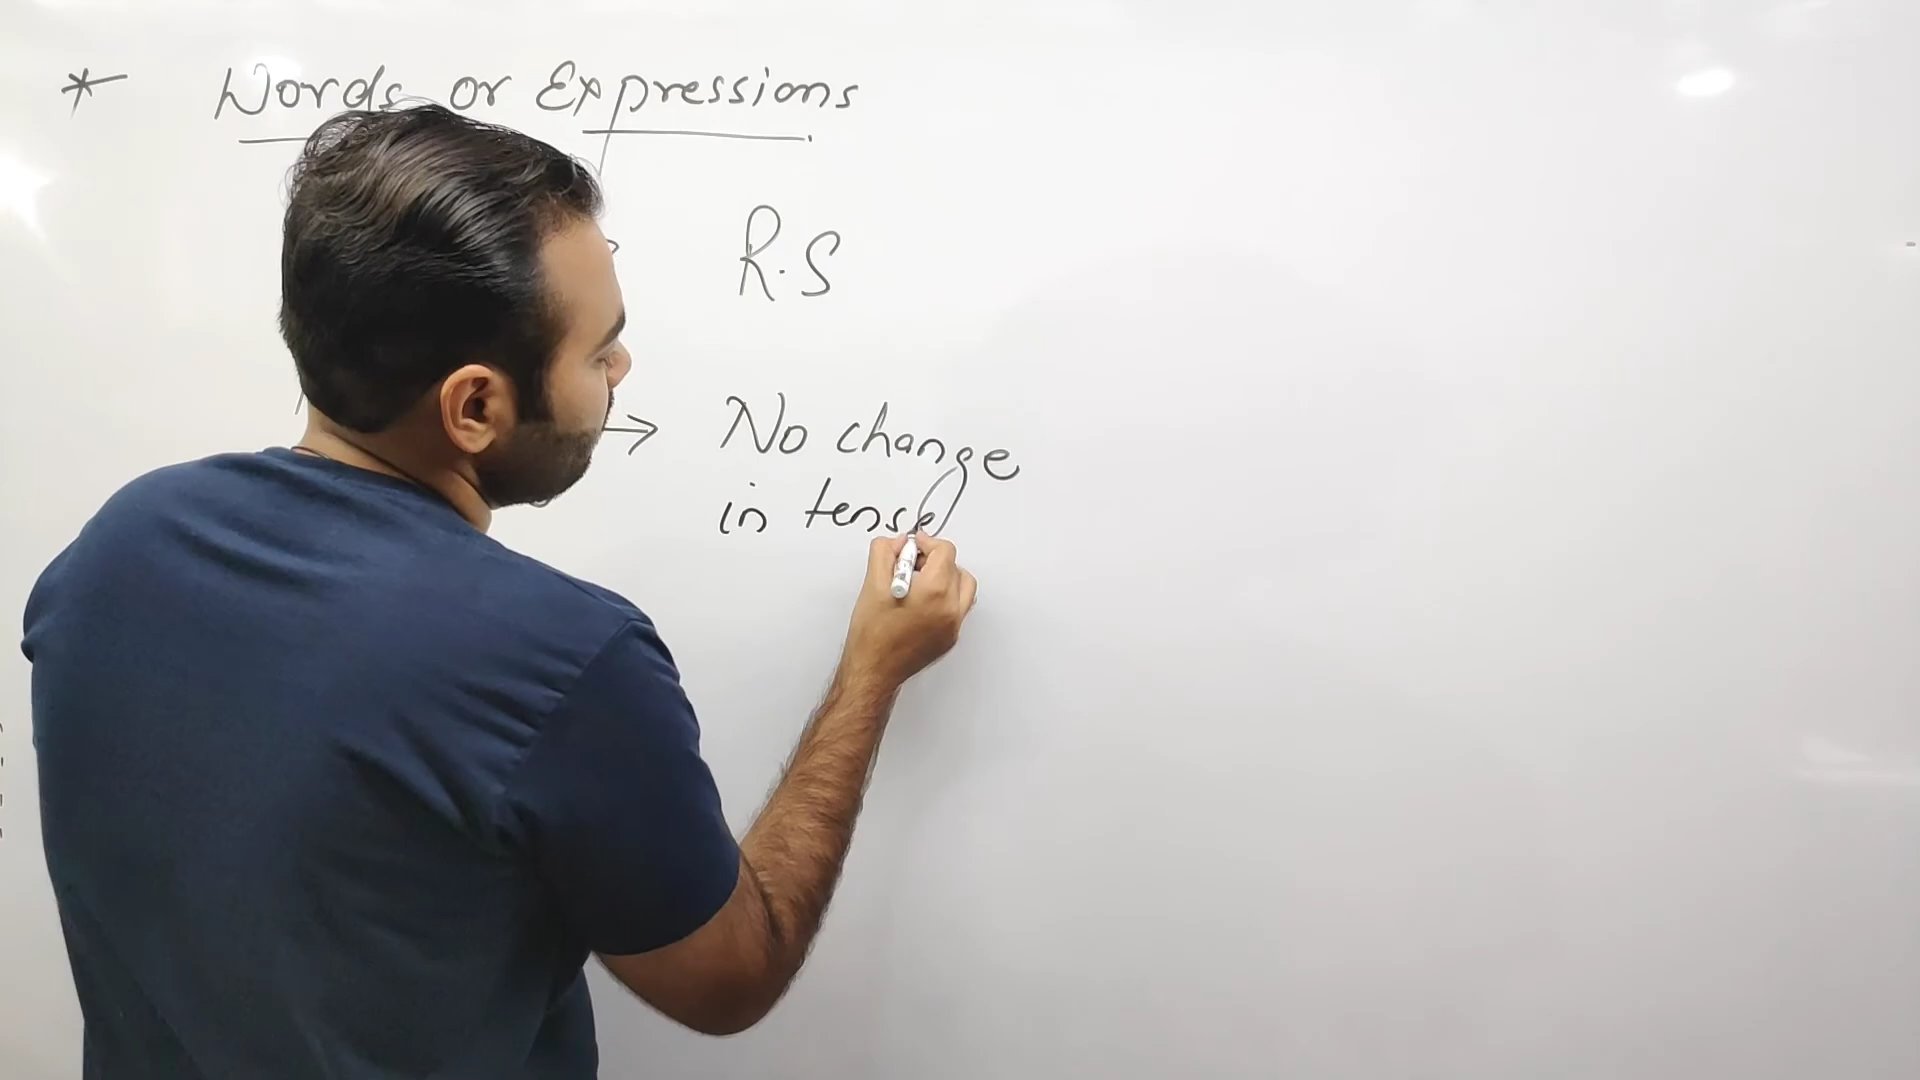 * Words or Expressions
R.S
→ No change
in tense